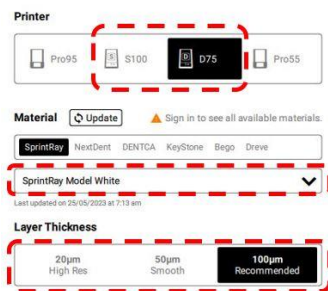 Printer
Pro95 S100 D75 Pro55
Material Update Sign in to see all available materials.
SprintRay NextDent DENTCA KeyStone Bego Dreve
SprintRay Model White
Last updated on 25/05/2023 at 7:13 am
Layer Thickness
20µm 50µm 100µm
High Res Smooth Recommended